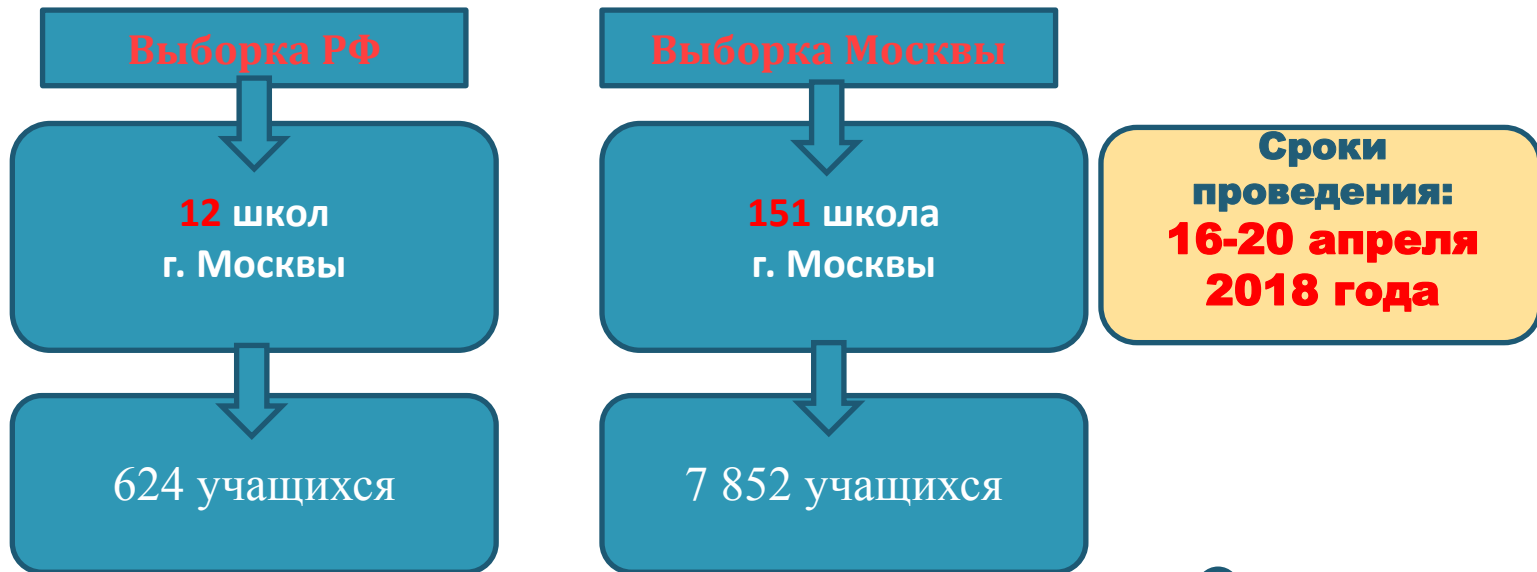 Выборка РФ
12 школ
г. Москвы
624 учащихся
Выборка Москвы
151 школа
г. Москвы
7 852 учащихся
Сроки
проведения:
16-20 апреля
2018 года